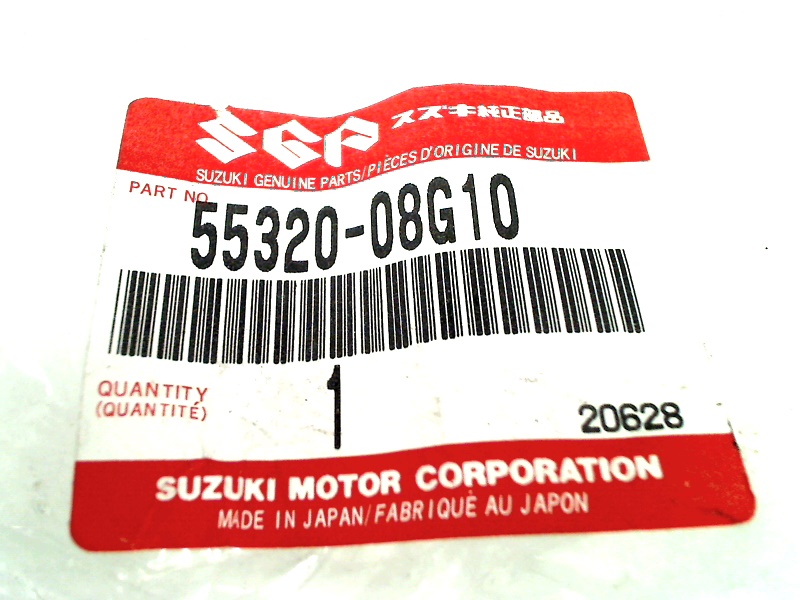 SGP スズキ純正部品
SUZUKI GENUINE PARTS/PIÈCES D'ORIGINE DE SUZUKI
PART NO.
55320-08G10
QUANTITY
(QUANTITÉ)
1
20628
SUZUKI MOTOR CORPORATION
MADE IN JAPAN/FABRIQUÈ AU JAPON